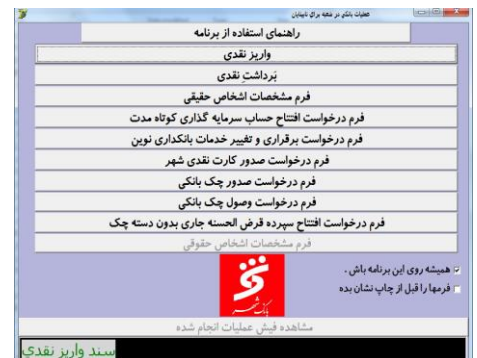 عملیات بانکی در شعبه برای نابینایان
راهنمای استفاده از برنامه
واریز نقدی
بَرداشتِ نقدی
فرم مشخصات اشخاص حقیقی
فرم درخواست افتتاح حساب سرمایه گذاری کوتاه مدت
فرم درخواست برقراری و تغییر خدمات بانکداری نوین
فرم درخواست صدور کارت نقدی شهر
فرم درخواست صدور چک بانکی
فرم درخواست وصول چک بانکی
فرم درخواست افتتاح سپرده قرض الحسنه جاری بدون دسته چک
فرم مشخصات اشخاص حقوقی
همیشه روی این برنامه باش .
فرمها را قبل از چاپ نشان بده
بانک شهر
مشاهده فیش عملیات انجام شده
سند واریز نقدی